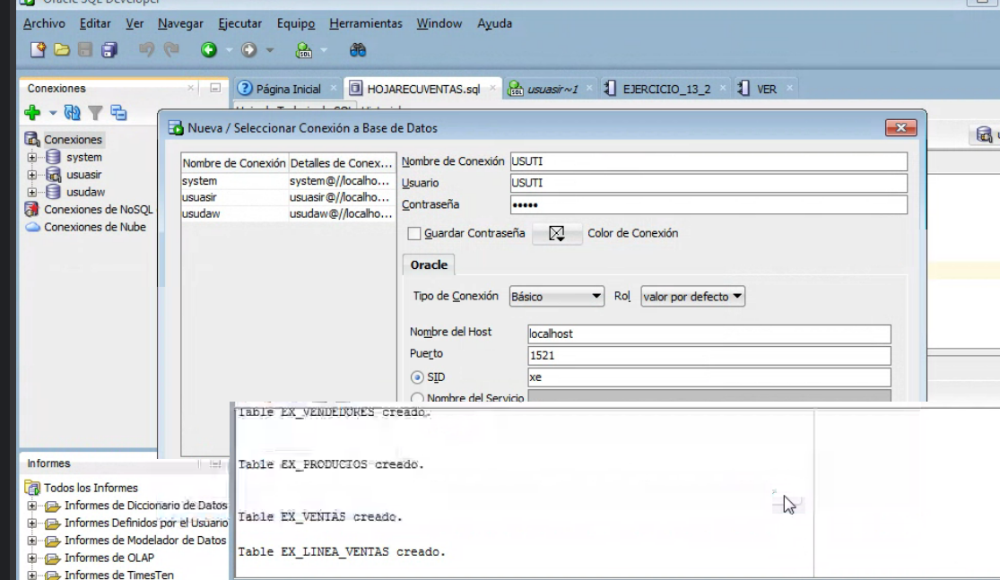 Oracle SQL Developer
Archivo Editar Ver Navegar Ejecutar Equipo Herramientas Window Ayuda
Conexiones
Página Inicial
HOJARECUVENTAS.sql
usuasir~1
EJERCICIO_13_2
VER
Conexiones
system
usuasir
usudaw
Conexiones de NoSQL
Conexiones de Nube
Nueva / Seleccionar Conexión a Base de Datos
Nombre de Conexión Detalles de Conex...
system system@//localho...
usuasir usuasir@//localho...
usudaw usudaw@//localho...
Nombre de Conexión USUTI
Usuario USUTI
Contraseña •••••
Guardar Contraseña Color de Conexión
Oracle
Tipo de Conexión Básico Rol valor por defecto
Nombre del Host localhost
Puerto 1521
SID xe
Nombre del Servicio
Informes
Todos los Informes
Informes de Diccionario de Datos
Informes Definidos por el Usuario
Informes de Modelador de Datos
Informes de OLAP
Informes de TimesTen
Table EX_VENDEDORES creado.
Table EX_PRODUCTOS creado.
Table EX_VENTAS creado.
Table EX_LINEA_VENTAS creado.